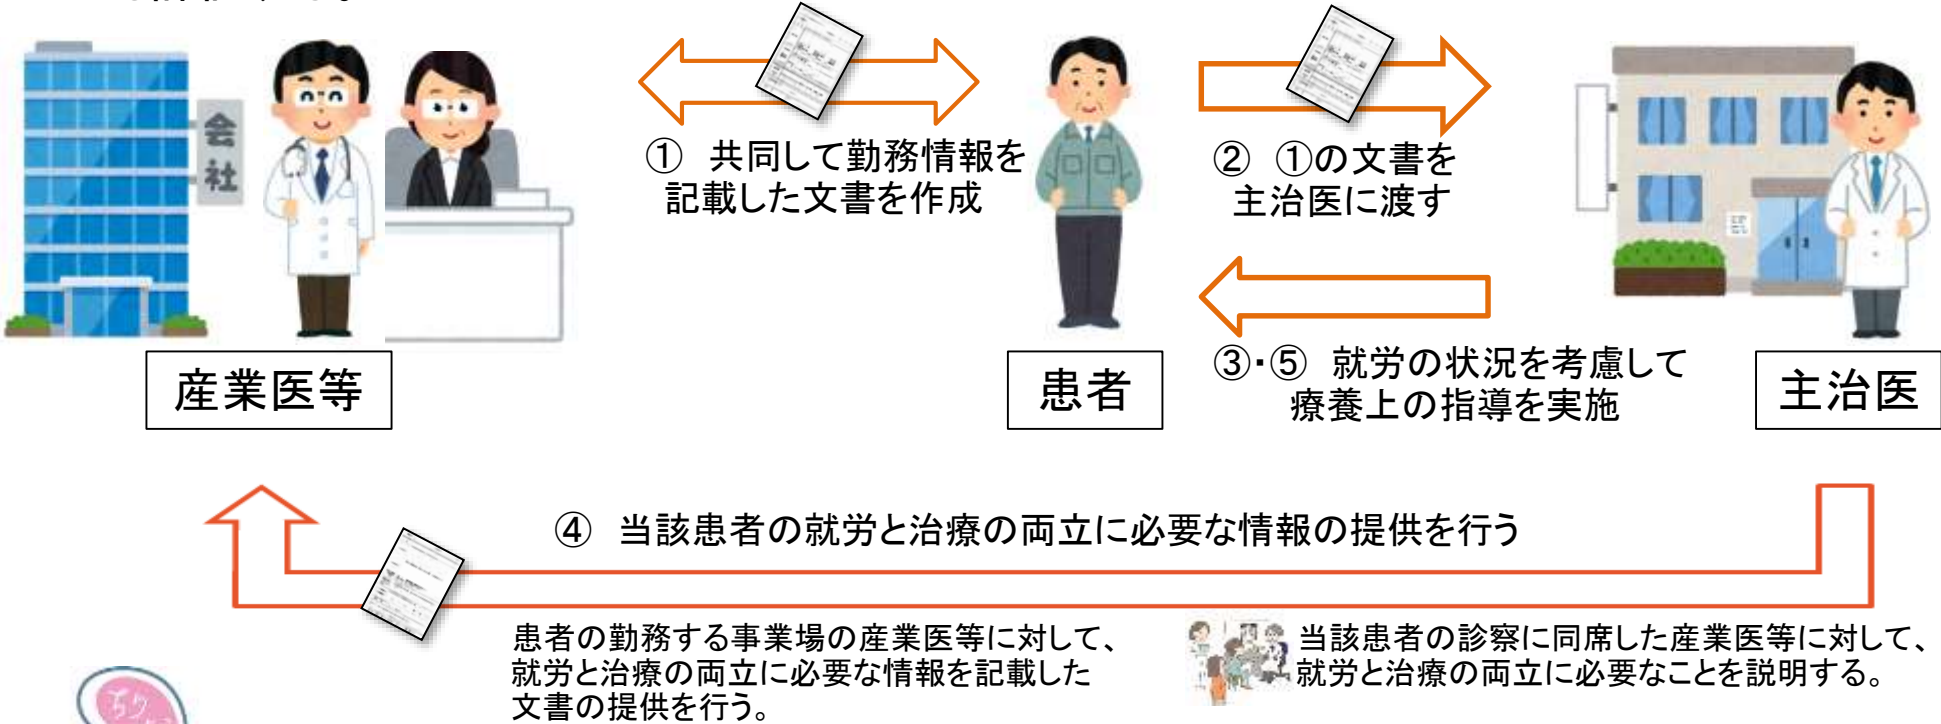 会社
① 共同して勤務情報を
記載した文書を作成
② ①の文書を
主治医に渡す
③・⑤ 就労の状況を考慮して
療養上の指導を実施
産業医等
患者
主治医
④ 当該患者の就労と治療の両立に必要な情報の提供を行う
患者の勤務する事業場の産業医等に対して、
就労と治療の両立に必要な情報を記載した
文書の提供を行う。
当該患者の診察に同席した産業医等に対して、
就労と治療の両立に必要なことを説明する。